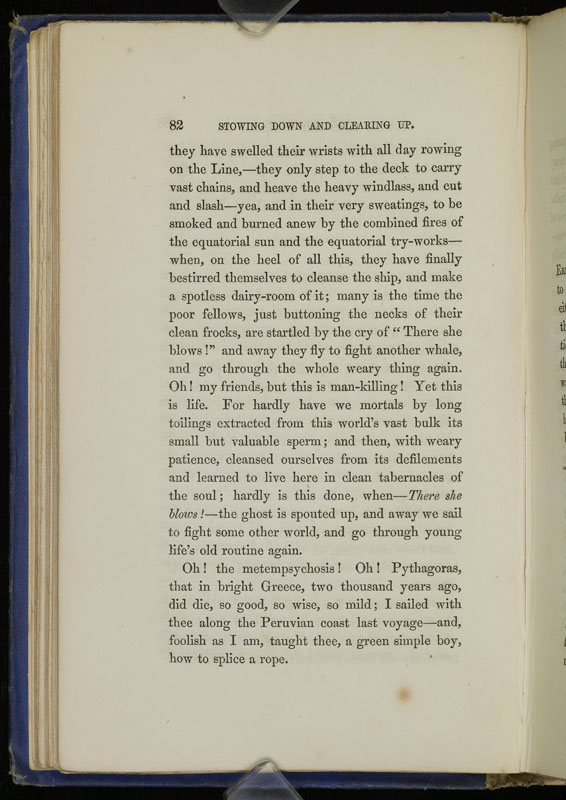 82 STOWING DOWN AND CLEARING UP.
they have swelled their wrists with all day rowing
on the Line,—they only step to the deck to carry
vast chains, and heave the heavy windlass, and cut
and slash—yea, and in their very sweatings, to be
smoked and burned anew by the combined fires of
the equatorial sun and the equatorial try-works—
when, on the heel of all this, they have finally
bestirred themselves to cleanse the ship, and make
a spotless dairy-room of it; many is the time the
poor fellows, just buttoning the necks of their
clean frocks, are startled by the cry of “ There she
blows !” and away they fly to fight another whale,
and go through the whole weary thing again.
Oh ! my friends, but this is man-killing ! Yet this
is life. For hardly have we mortals by long
toilings extracted from this world’s vast bulk its
small but valuable sperm ; and then, with weary
patience, cleansed ourselves from its defilements
and learned to live here in clean tabernacles of
the soul ; hardly is this done, when—There she
blows !—the ghost is spouted up, and away we sail
to fight some other world, and go through young
life’s old routine again.
Oh ! the metempsychosis ! Oh ! Pythagoras,
that in bright Greece, two thousand years ago,
did die, so good, so wise, so mild ; I sailed with
thee along the Peruvian coast last voyage—and,
foolish as I am, taught thee, a green simple boy,
how to splice a rope.